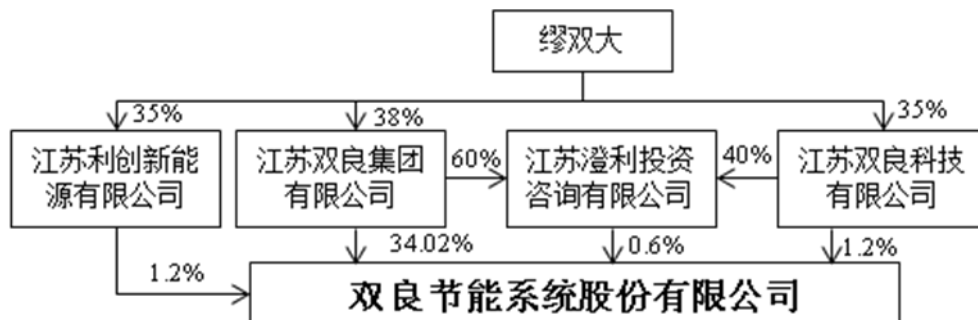 缪双大
35%
38%
35%
江苏利创新能
源有限公司
江苏双良集团
有限公司
60%
江苏澄利投资
咨询有限公司
40%
江苏双良科技
有限公司
1.2%
34.02%
0.6%
1.2%
双良节能系统股份有限公司